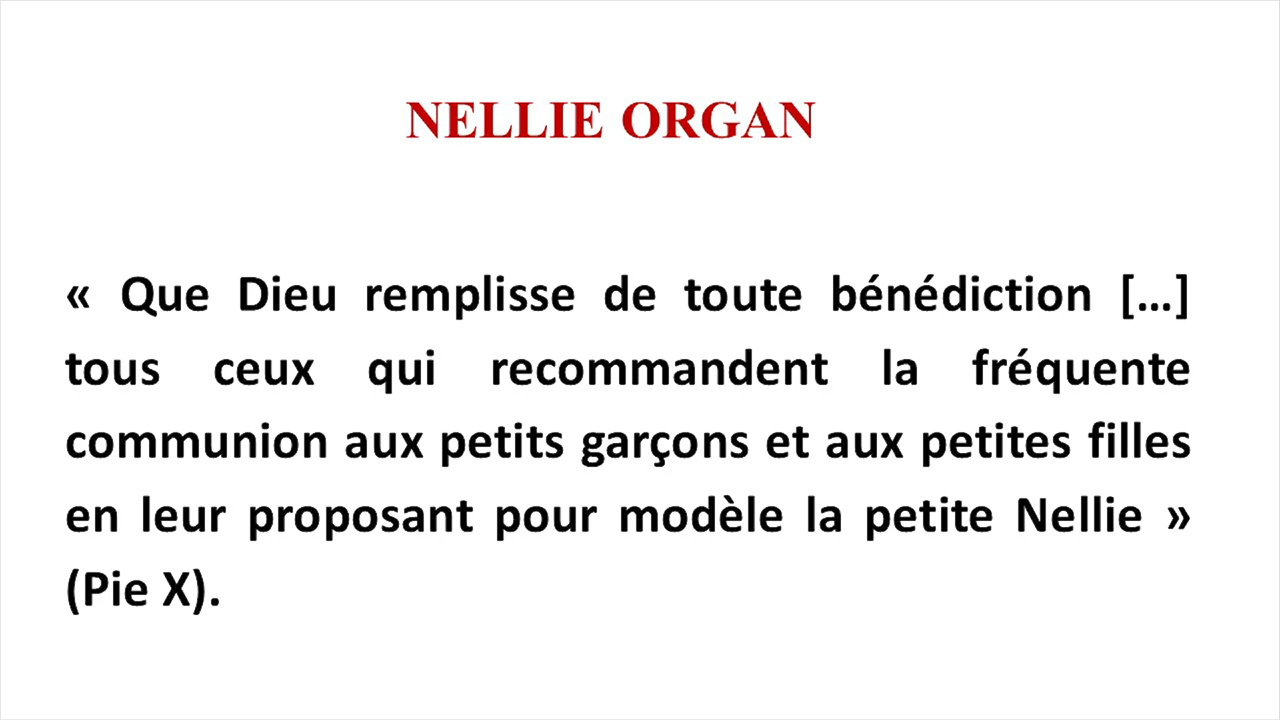 NELLIE ORGAN
« Que Dieu remplisse de toute bénédiction […]
tous ceux qui recommandent la fréquente
communion aux petits garçons et aux petites filles
en leur proposant pour modèle la petite Nellie »
(Pie X).